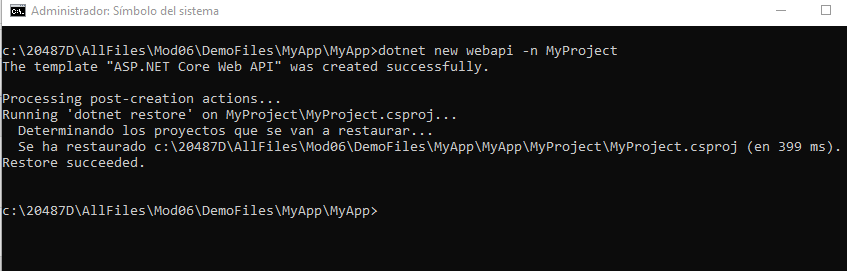 Administrador: Símbolo del sistema
c:\20487D\AllFiles\Mod06\DemoFiles\MyApp\MyApp>dotnet new webapi -n MyProject
The template "ASP.NET Core Web API" was created successfully.
Processing post-creation actions...
Running 'dotnet restore' on MyProject\MyProject.csproj...
  Determinando los proyectos que se van a restaurar...
  Se ha restaurado c:\20487D\AllFiles\Mod06\DemoFiles\MyApp\MyApp\MyProject\MyProject.csproj (en 399 ms).
Restore succeeded.
c:\20487D\AllFiles\Mod06\DemoFiles\MyApp\MyApp>